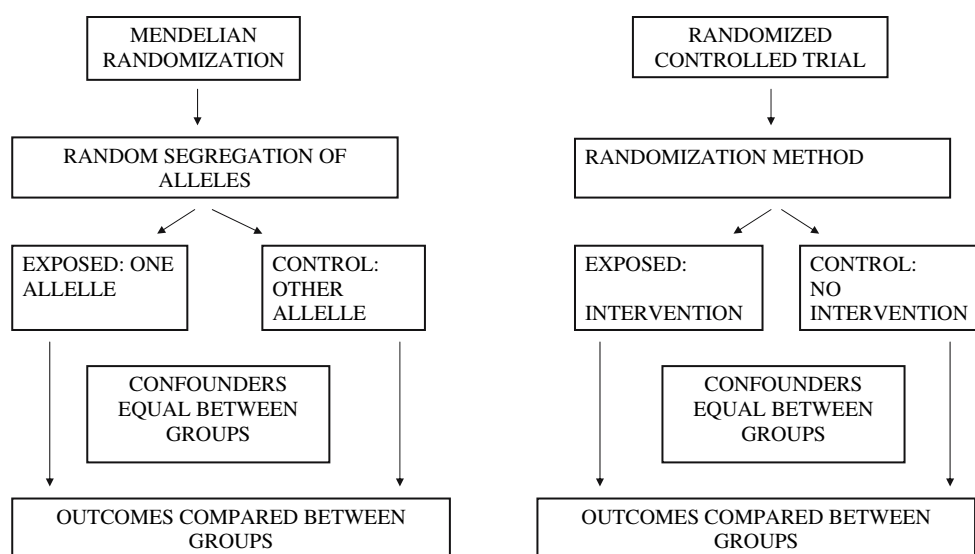 MENDELIAN
RANDOMIZATION
RANDOM SEGREGATION OF
ALLELES
EXPOSED: ONE
ALLELLE
CONTROL:
OTHER
ALLELLE
CONFOUNDERS
EQUAL BETWEEN
GROUPS
OUTCOMES COMPARED BETWEEN
GROUPS
RANDOMIZED
CONTROLLED TRIAL
RANDOMIZATION METHOD
EXPOSED:
INTERVENTION
CONTROL:
NO
INTERVENTION
CONFOUNDERS
EQUAL BETWEEN
GROUPS
OUTCOMES COMPARED BETWEEN
GROUPS